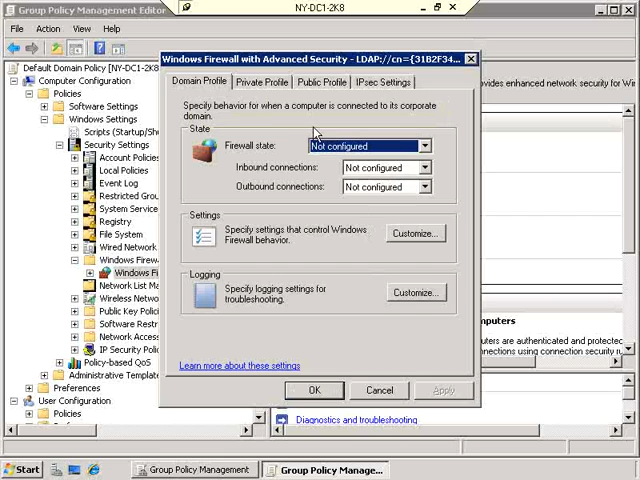 Group Policy Management Editor
NY-DC1-2K8
File Action View Help
Default Domain Policy [NY-DC1-2K8
Computer Configuration
Policies
Software Settings
Windows Settings
Scripts (Startup/Shu
Security Settings
Account Policies
Local Policies
Event Log
Restricted Grou
System Service
Registry
File System
Wired Network
Windows Firew
Windows Fi
Network List Ma
Wireless Networ
Public Key Polici
Software Restr
Network Access
IP Security Polic
Policy-based QoS
Administrative Template
Preferences
User Configuration
Policies
Windows Firewall with Advanced Security - LDAP://cn={31B2F34...
Domain Profile Private Profile Public Profile IPsec Settings
Specify behavior for when a computer is connected to its corporate
domain.
State
Firewall state: Not configured
Inbound connections: Not configured
Outbound connections: Not configured
Settings
Specify settings that control Windows
Firewall behavior.
Customize...
Logging
Specify logging settings for
troubleshooting.
Customize...
Learn more about these settings
OK Cancel Apply
vides enhanced network security for Wi
mputers
uters are authenticated and protected
nections using connection security ru
Diagnostics and troubleshooting
Start
Group Policy Management
Group Policy Manage...